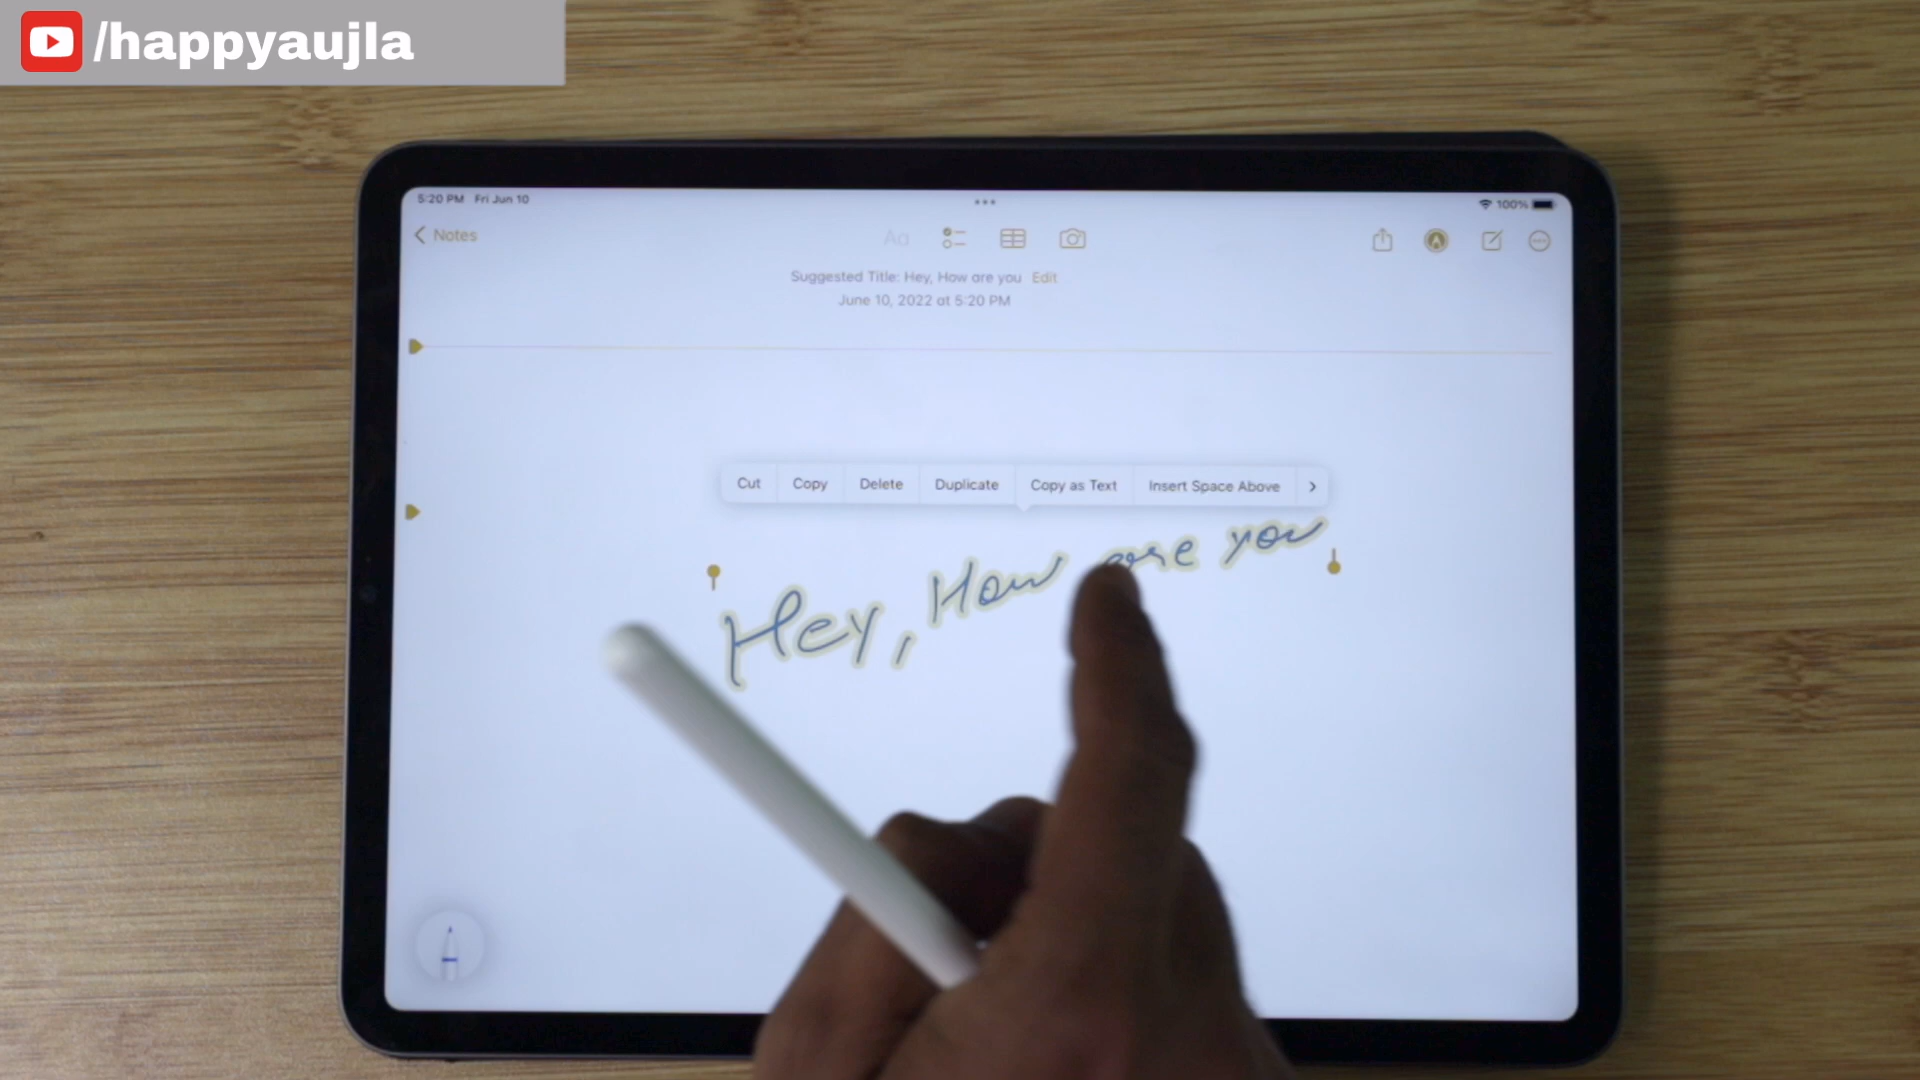 /happyaujla
5:20 PM Fri Jun 10
100%
Notes
Aa
Suggested Title: Hey, How are you Edit
June 10, 2022 at 5:20 PM
Cut Copy Delete Duplicate Copy as Text Insert Space Above
Hey, How are you